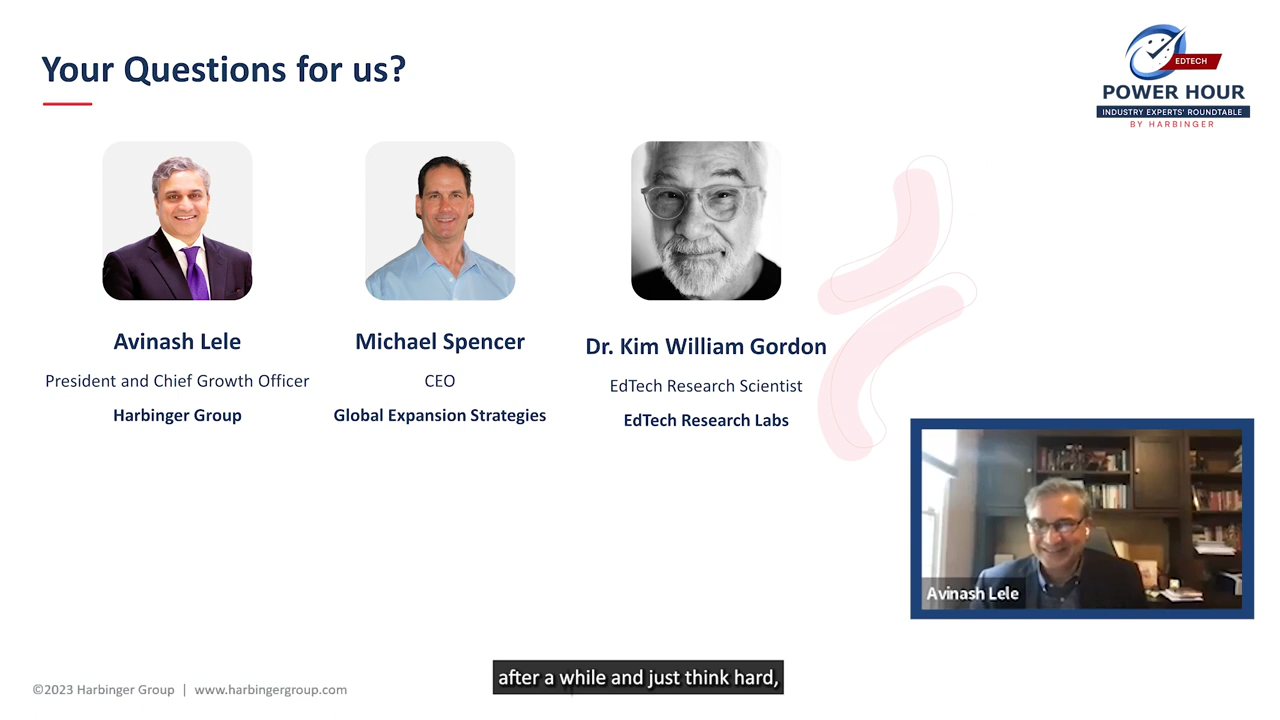 Your Questions for us?
EDTECH
POWER HOUR
INDUSTRY EXPERTS' ROUNDTABLE
BY HARBINGER
Avinash Lele
President and Chief Growth Officer
Harbinger Group
Michael Spencer
CEO
Global Expansion Strategies
Dr. Kim William Gordon
EdTech Research Scientist
EdTech Research Labs
Avinash Lele
after a while and just think hard,
©2023 Harbinger Group | www.harbingergroup.com